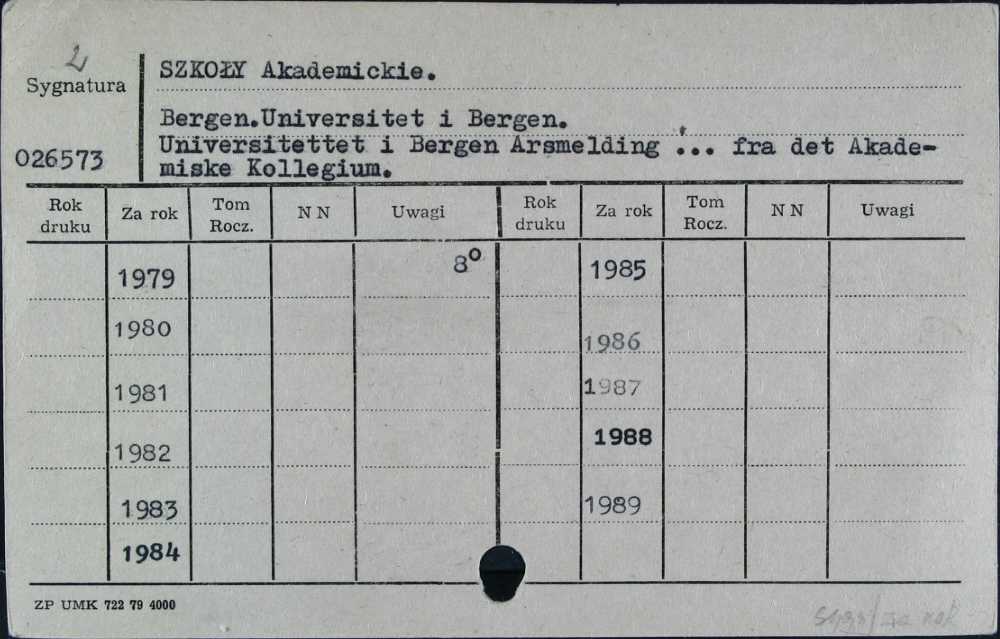 2
Sygnatura
026573
SZKOŁY Akademickie.
Bergen.Universitet i Bergen.
Universitettet i Bergen Arsmelding ... fra det Akade-
miske Kollegium.
Rok druku Za rok Tom Rocz. N N Uwagi Rok druku Za rok Tom Rocz. N N Uwagi
1979 8° 1985
1980 1986
1981 1987
1982 1988
1983 1989
1984
ZP UMK 722 79 4000
za rok